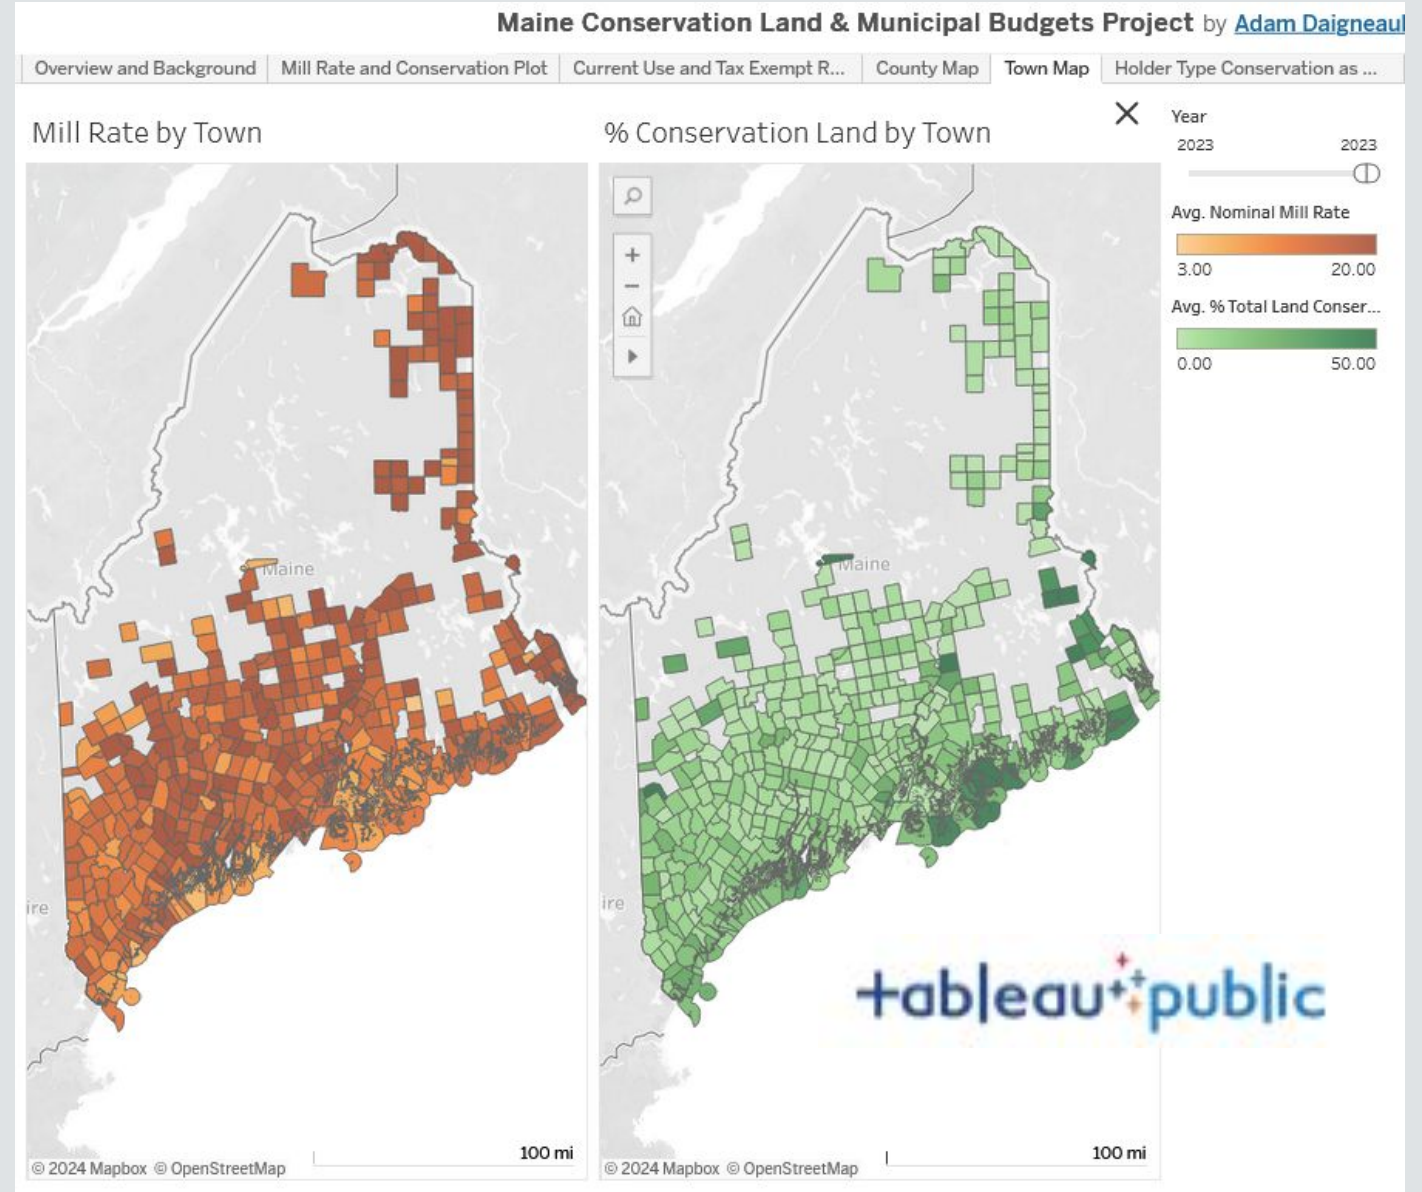 Maine Conservation Land & Municipal Budgets Project by Adam Daigneaul
Overview and Background
Mill Rate and Conservation Plot
Current Use and Tax Exempt R...
County Map
Town Map
Holder Type Conservation as ...
Mill Rate by Town
% Conservation Land by Town
Year
2023 2023
Avg. Nominal Mill Rate
3.00 20.00
Avg. % Total Land Conser...
0.00 50.00
Maine
Maine
ire
ire
tableau public
100 mi
100 mi
© 2024 Mapbox © OpenStreetMap
© 2024 Mapbox © OpenStreetMap